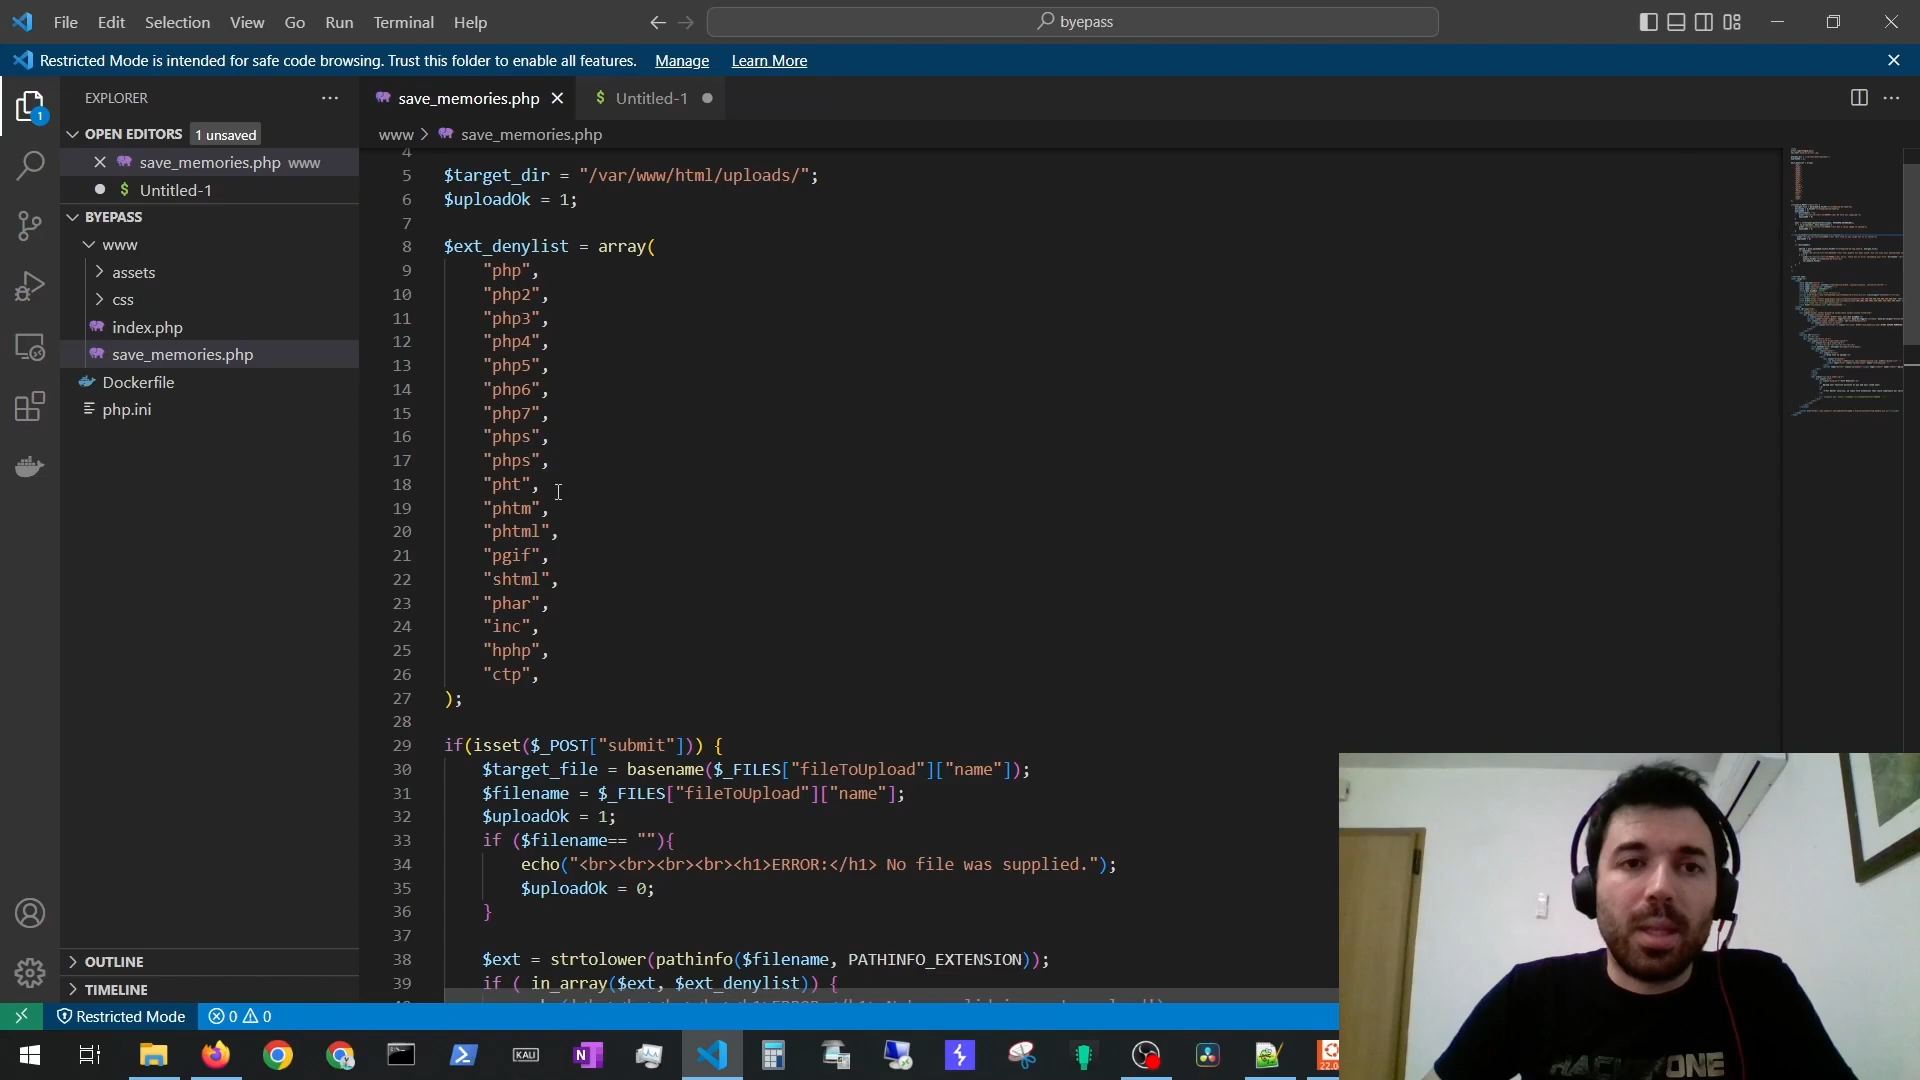 File Edit Selection View Go Run Terminal Help
byepass
Restricted Mode is intended for safe code browsing. Trust this folder to enable all features. Manage Learn More
EXPLORER
OPEN EDITORS 1 unsaved
save_memories.php www
Untitled-1
BYEPASS
www
assets
css
index.php
save_memories.php
Dockerfile
php.ini
OUTLINE
TIMELINE
save_memories.php
$ Untitled-1
www > save_memories.php
4
5 $target_dir = "/var/www/html/uploads/";
6 $uploadOk = 1;
7
8 $ext_denylist = array(
9 "php",
10 "php2",
11 "php3",
12 "php4",
13 "php5",
14 "php6",
15 "php7",
16 "phps",
17 "phps",
18 "pht",
19 "phtm",
20 "phtml",
21 "pgif",
22 "shtml",
23 "phar",
24 "inc",
25 "hphp",
26 "ctp",
27 );
28
29 if(isset($_POST["submit"])) {
30 $target_file = basename($_FILES["fileToUpload"]["name"]);
31 $filename = $_FILES["fileToUpload"]["name"];
32 $uploadOk = 1;
33 if ($filename== ""){
34 echo("<br><br><br><br><h1>ERROR:</h1> No file was supplied.");
35 $uploadOk = 0;
36 }
37
38 $ext = strtolower(pathinfo($filename, PATHINFO_EXTENSION));
39 if ( in_array($ext, $ext_denylist)) {
Restricted Mode 0 0
KALI
22.04